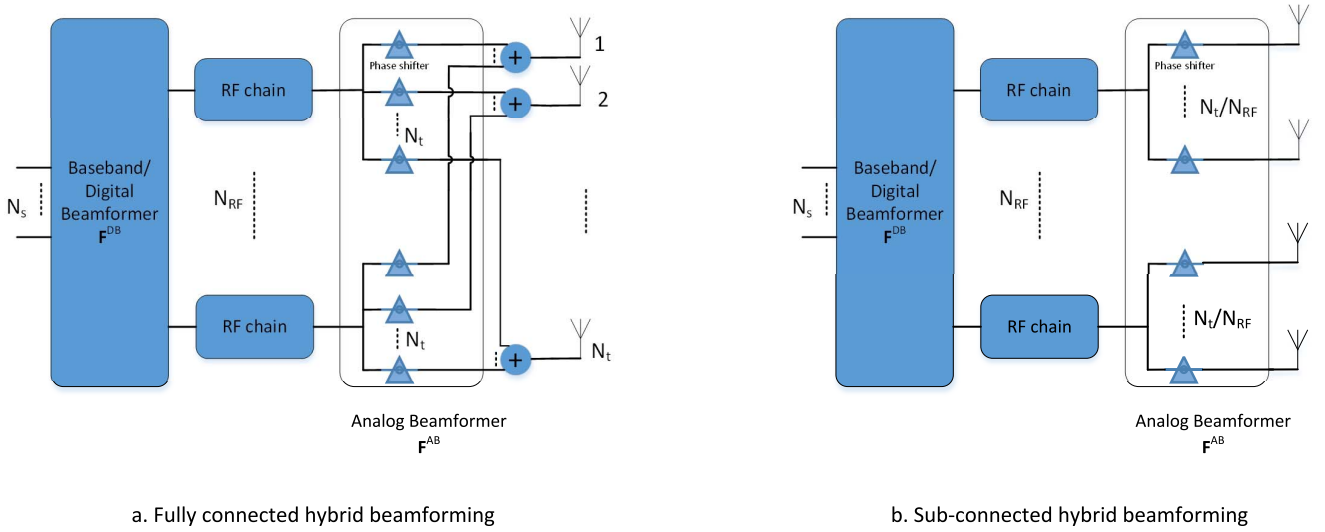 Phase shifter
RF chain
N_t
Baseband/
Digital
Beamformer
F^DB
N_s
N_RF
RF chain
N_t
+
+
+
1
2
N_t
Analog Beamformer
F^AB
a. Fully connected hybrid beamforming
Phase shifter
RF chain
N_t/N_RF
Baseband/
Digital
Beamformer
F^DB
N_s
N_RF
RF chain
N_t/N_RF
Analog Beamformer
F^AB
b. Sub-connected hybrid beamforming